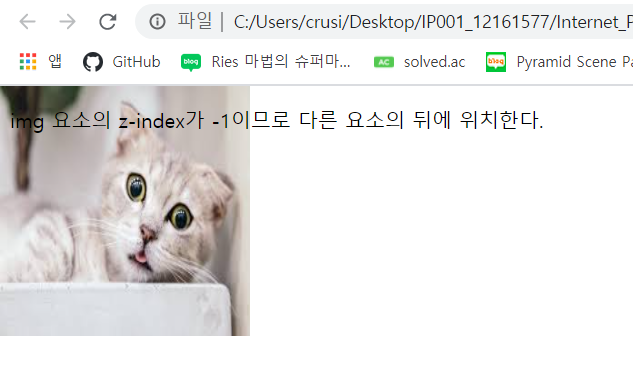 파일 | C:/Users/crusi/Desktop/IP001_12161577/Internet_P
앱 GitHub Ries 마법의 슈퍼마... AC solved.ac blog Pyramid Scene Pa
img 요소의 z-index가 -1이므로 다른 요소의 뒤에 위치한다.